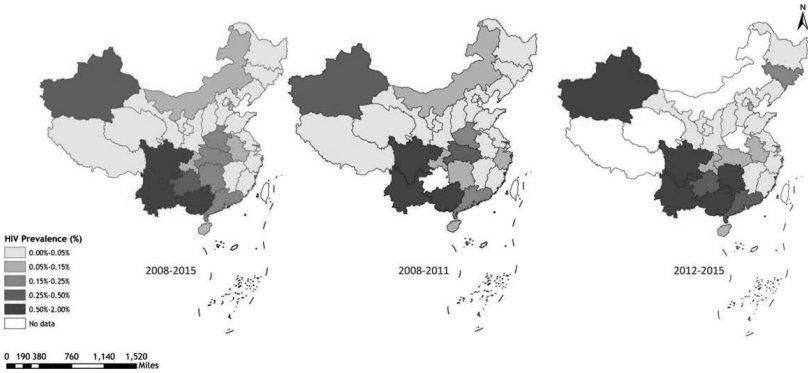 N
HIV Prevalence (%)
0.00%-0.05%
0.05%-0.15%
0.15%-0.25%
0.25%-0.50%
0.50%-2.00%
No data
2008-2015
2008-2011
2012-2015
0 190 380 760 1,140 1,520
Miles